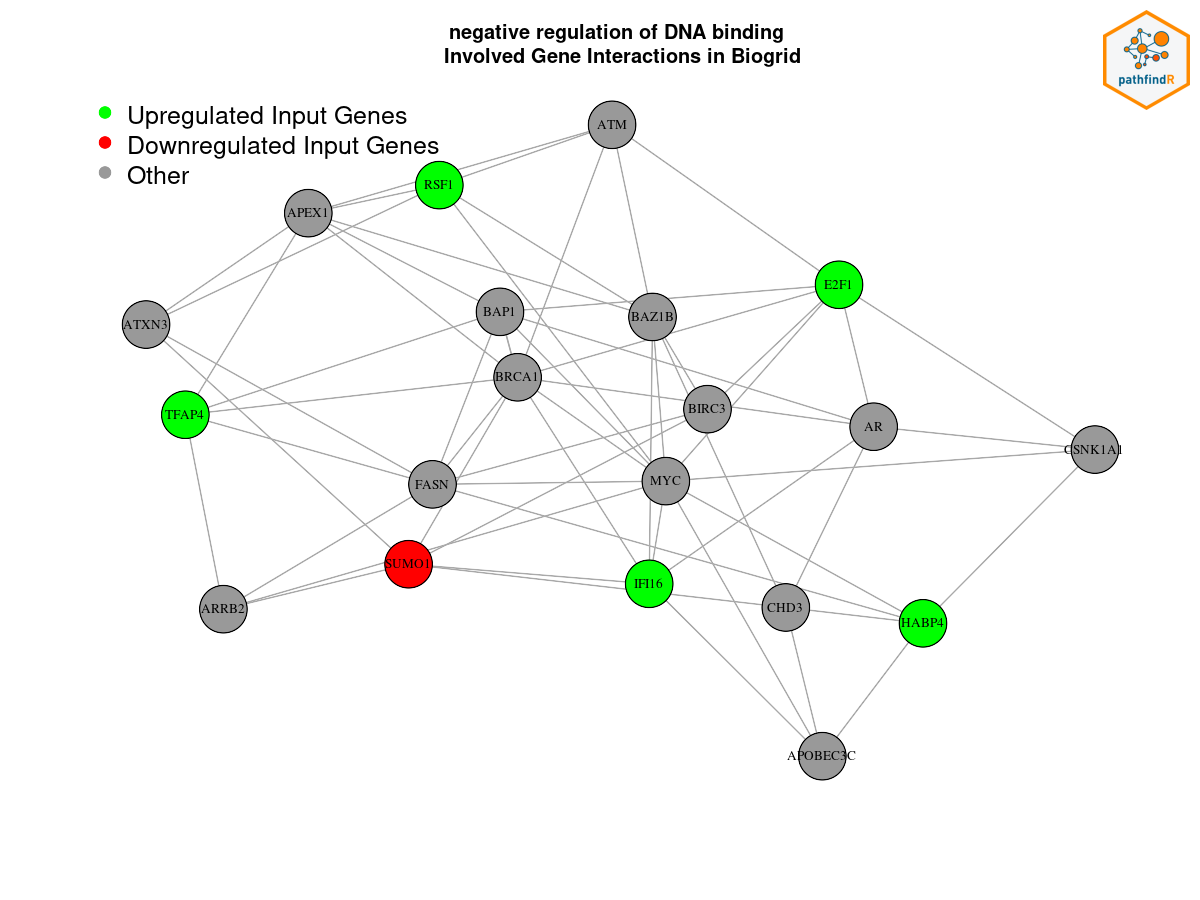 negative regulation of DNA binding
Involved Gene Interactions in Biogrid
pathfindR
Upregulated Input Genes
Downregulated Input Genes
Other
ATM
RSF1
APEX1
E2F1
BAP1
BAZ1B
ATXN3
BRCA1
BIRC3
TFAP4
AR
CSNK1A1
FASN
MYC
SUMO1
IFI16
ARRB2
CHD3
HABP4
APOBEC3C